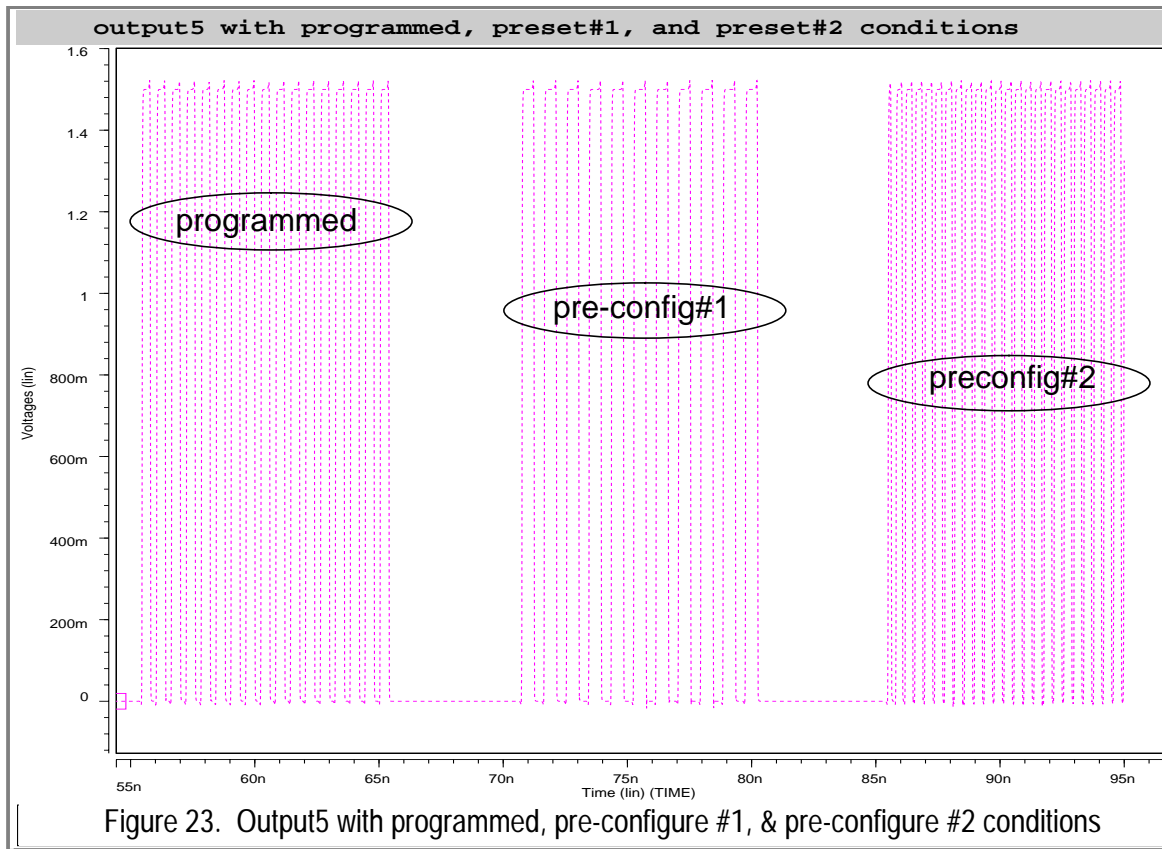 output5 with programmed, preset#1, and preset#2 conditions
1.6
1.4
1.2
1
800m
600m
400m
200m
0
Voltages (lin)
programmed
pre-config#1
preconfig#2
55n
60n
65n
70n
75n
80n
85n
90n
95n
Time (lin) (TIME)
Figure 23. Output5 with programmed, pre-configure #1, & pre-configure #2 conditions